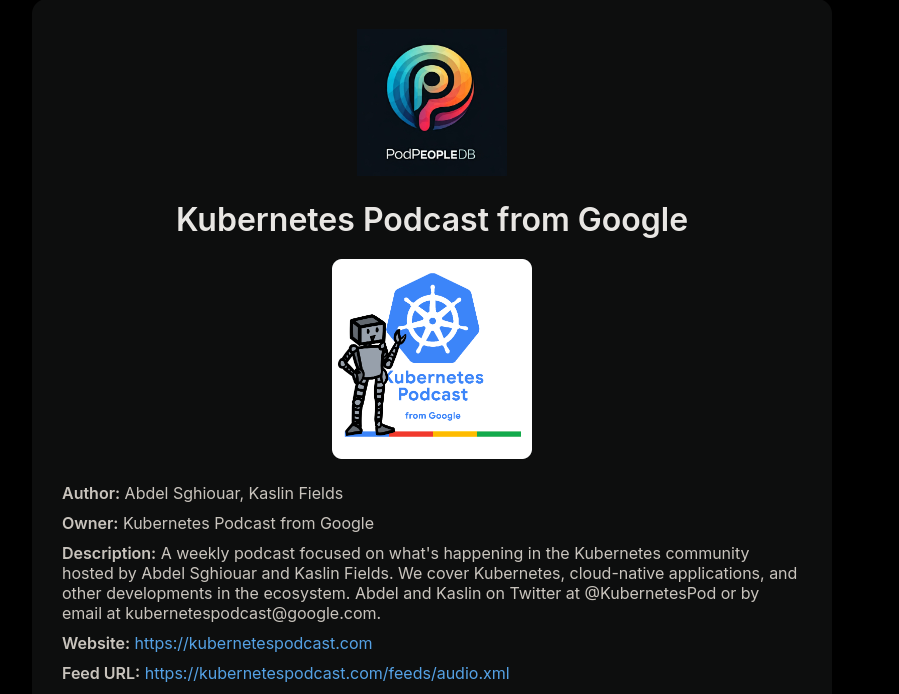 PodPEOPLEDB
Kubernetes Podcast from Google
Kubernetes
Podcast
from Google
Author: Abdel Sghiouar, Kaslin Fields
Owner: Kubernetes Podcast from Google
Description: A weekly podcast focused on what's happening in the Kubernetes community
hosted by Abdel Sghiouar and Kaslin Fields. We cover Kubernetes, cloud-native applications, and
other developments in the ecosystem. Abdel and Kaslin on Twitter at @KubernetesPod or by
email at kubernetespodcast@google.com.
Website: https://kubernetespodcast.com
Feed URL: https://kubernetespodcast.com/feeds/audio.xml